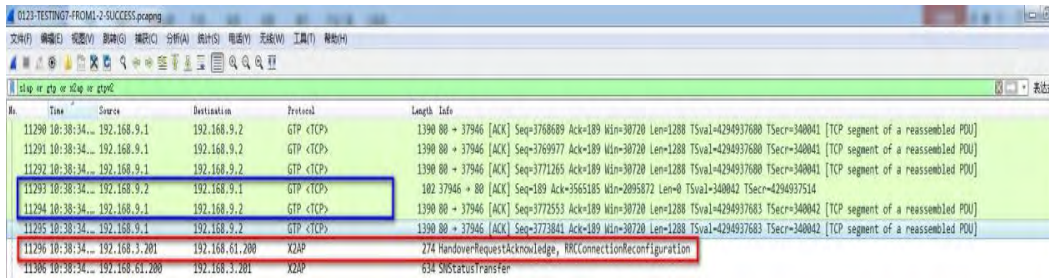 0123-TESTING7-FROM1-2-SUCCESS.pcapng
文件(F) 编辑(E) 视图(V) 跳转(G) 捕获(C) 分析(A) 统计(S) 电话(Y) 无线(W) 工具(T) 帮助(H)
s1ap or gtp or x2ap or gtpv2
No. Time Source Destination Protocol Length Info
11290 10:38:34... 192.168.9.1 192.168.9.2 GTP <TCP> 1390 80 → 37946 [ACK] Seq=3768689 Ack=189 Win=30720 Len=1288 TSval=4294937680 TSecr=340041 [TCP segment of a reassembled PDU]
11291 10:38:34... 192.168.9.1 192.168.9.2 GTP <TCP> 1390 80 → 37946 [ACK] Seq=3769977 Ack=189 Win=30720 Len=1288 TSval=4294937680 TSecr=340041 [TCP segment of a reassembled PDU]
11292 10:38:34... 192.168.9.1 192.168.9.2 GTP <TCP> 1390 80 → 37946 [ACK] Seq=3771265 Ack=189 Win=30720 Len=1288 TSval=4294937680 TSecr=340041 [TCP segment of a reassembled PDU]
11293 10:38:34... 192.168.9.2 192.168.9.1 GTP <TCP> 102 37946 → 80 [ACK] Seq=189 Ack=3565185 Win=2095872 Len=0 TSval=340042 TSecr=4294937514
11294 10:38:34... 192.168.9.1 192.168.9.2 GTP <TCP> 1390 80 → 37946 [ACK] Seq=3772553 Ack=189 Win=30720 Len=1288 TSval=4294937683 TSecr=340042 [TCP segment of a reassembled PDU]
11295 10:38:34... 192.168.9.1 192.168.9.2 GTP <TCP> 1390 80 → 37946 [ACK] Seq=3773841 Ack=189 Win=30720 Len=1288 TSval=4294937683 TSecr=340042 [TCP segment of a reassembled PDU]
11296 10:38:34... 192.168.3.201 192.168.61.200 X2AP 274 HandoverRequestAcknowledge, RRCConnectionReconfiguration
11306 10:38:34... 192.168.61.200 192.168.3.201 X2AP 634 SNStatusTransfer